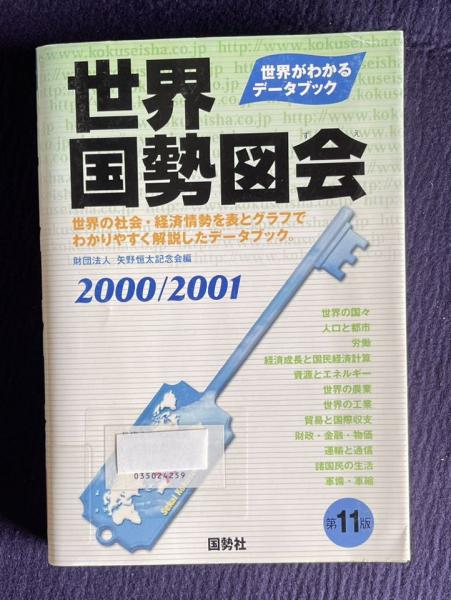 http://www.kokuseisha.co.jp
世界がわかる
データブック
世界
国勢図会
ずえ
世界の社会・経済情勢を表とグラフで
わかりやすく解説したデータブック。
財団法人 矢野恒太記念会編
2000/2001
世界の国々
人口と都市
労働
経済成長と国民経済計算
資源とエネルギー
世界の農業
世界の工業
貿易と国際収支
財政・金融・物価
運輸と通信
諸国民の生活
軍備・軍縮
035024259
第11版
国勢社